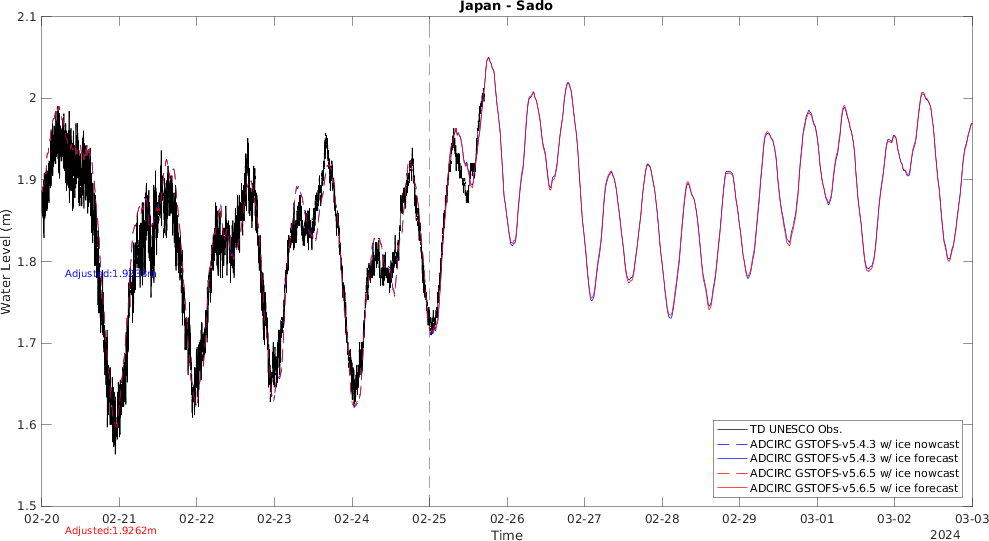 Japan - Sado
Water Level (m)
2.1
2
1.9
1.8
1.7
1.6
1.5
Adjusted:1.9262m
TD UNESCO Obs.
ADCIRC GSTOFS-v5.4.3 w/ ice nowcast
ADCIRC GSTOFS-v5.4.3 w/ ice forecast
ADCIRC GSTOFS-v5.6.5 w/ ice nowcast
ADCIRC GSTOFS-v5.6.5 w/ ice forecast
02-20 02-21 02-22 02-23 02-24 02-25 02-26 02-27 02-28 02-29 03-01 03-02 03-03
Time
2024